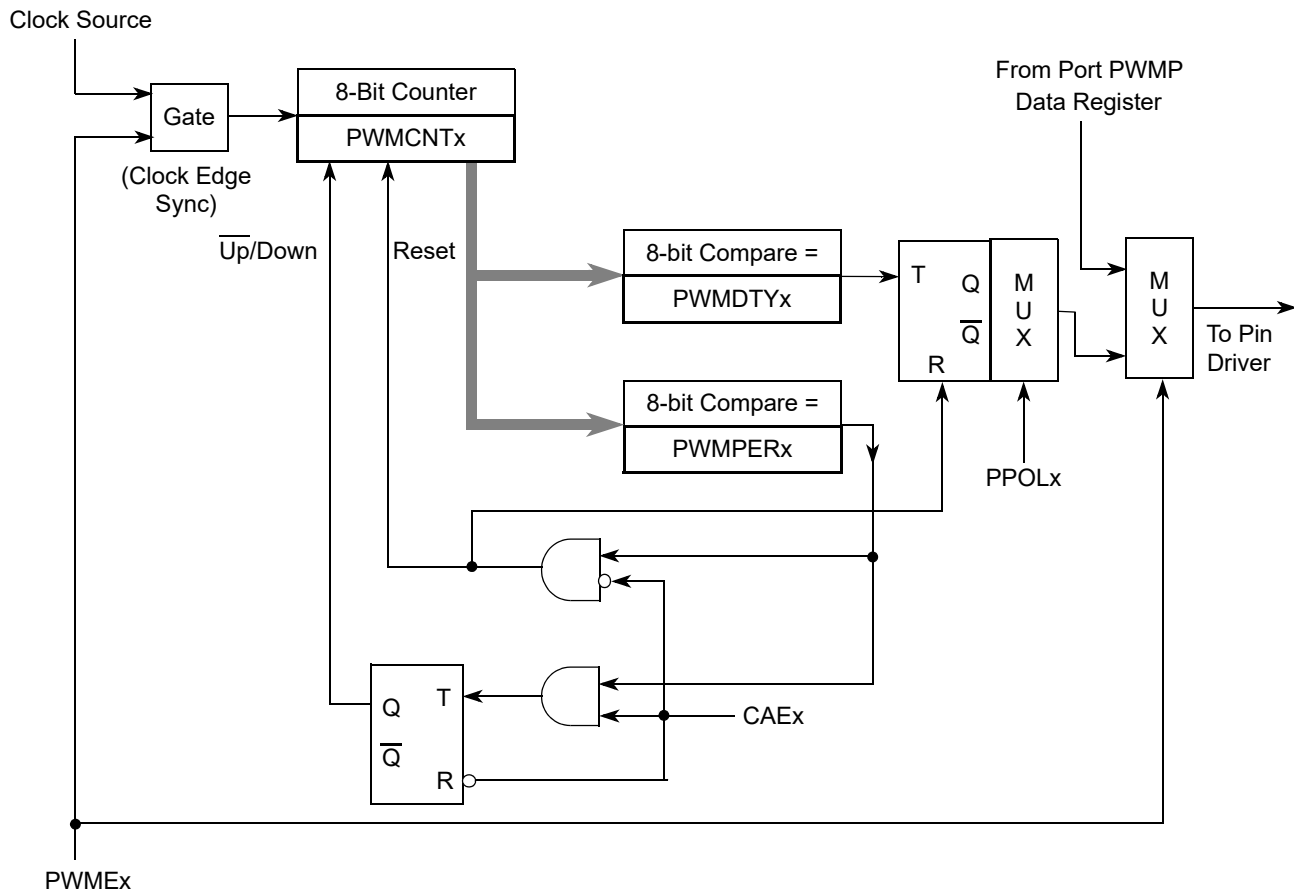 Clock Source
Gate
(Clock Edge
Sync)
8-Bit Counter
PWMCNTx
U̅p̅/Down
Reset
8-bit Compare =
PWMDTYx
8-bit Compare =
PWMPERx
T
Q
Q̅
R
M
U
X
PPOLx
From Port PWMP
Data Register
M
U
X
To Pin
Driver
Q
T
Q̅
R
CAEx
PWMEx